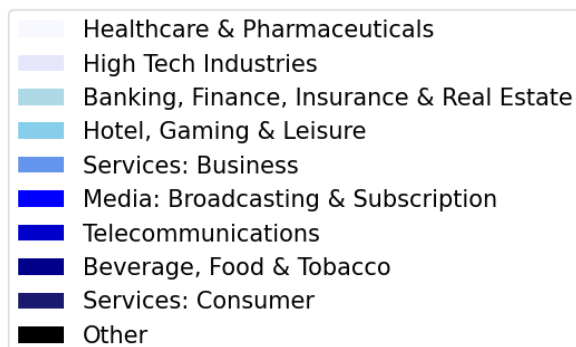 Healthcare & Pharmaceuticals
High Tech Industries
Banking, Finance, Insurance & Real Estate
Hotel, Gaming & Leisure
Services: Business
Media: Broadcasting & Subscription
Telecommunications
Beverage, Food & Tobacco
Services: Consumer
Other